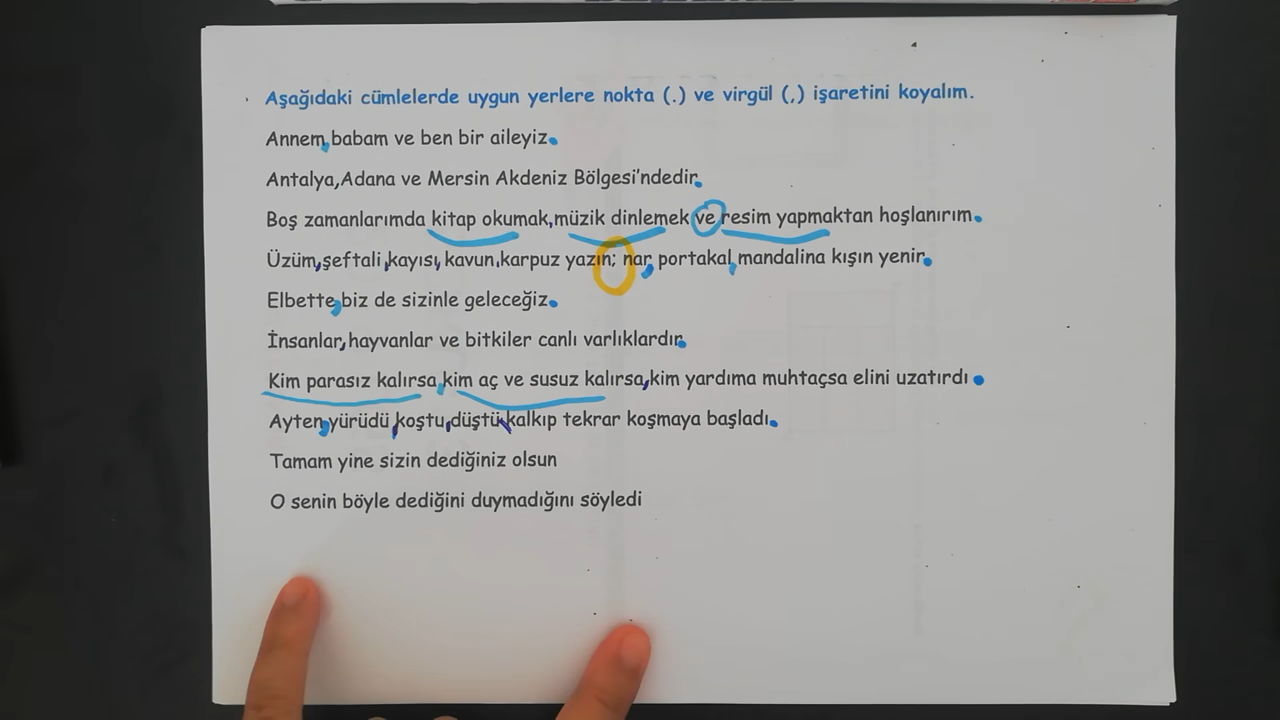 Aşağıdaki cümlelerde uygun yerlere nokta (.) ve virgül (,) işaretini koyalım.
Annem, babam ve ben bir aileyiz.
Antalya,Adana ve Mersin Akdeniz Bölgesi'ndedir.
Boş zamanlarımda kitap okumak,müzik dinlemek ve resim yapmaktan hoşlanırım.
Üzüm,şeftali,kayısı, kavun,karpuz yazın; nar, portakal, mandalina kışın yenir.
Elbette,biz de sizinle geleceğiz.
İnsanlar,hayvanlar ve bitkiler canlı varlıklardır.
Kim parasız kalırsa,kim aç ve susuz kalırsa,kim yardıma muhtaçsa elini uzatırdı.
Ayten,yürüdü,koştu,düştü,kalkıp tekrar koşmaya başladı.
Tamam yine sizin dediğiniz olsun
O senin böyle dediğini duymadığını söyledi